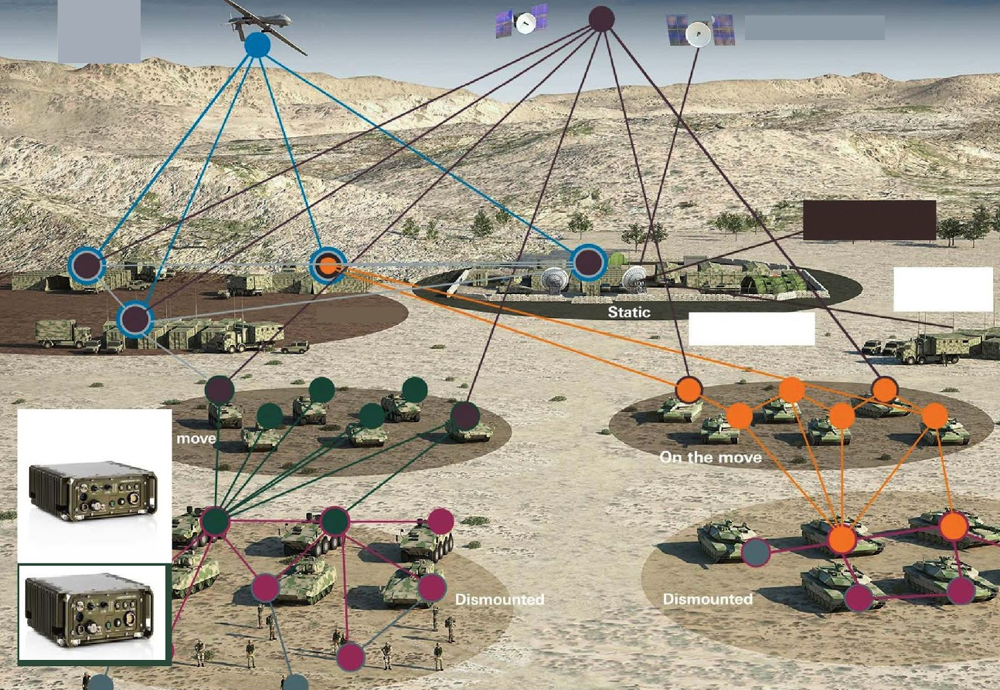 Static
move
On the move
Dismounted
Dismounted